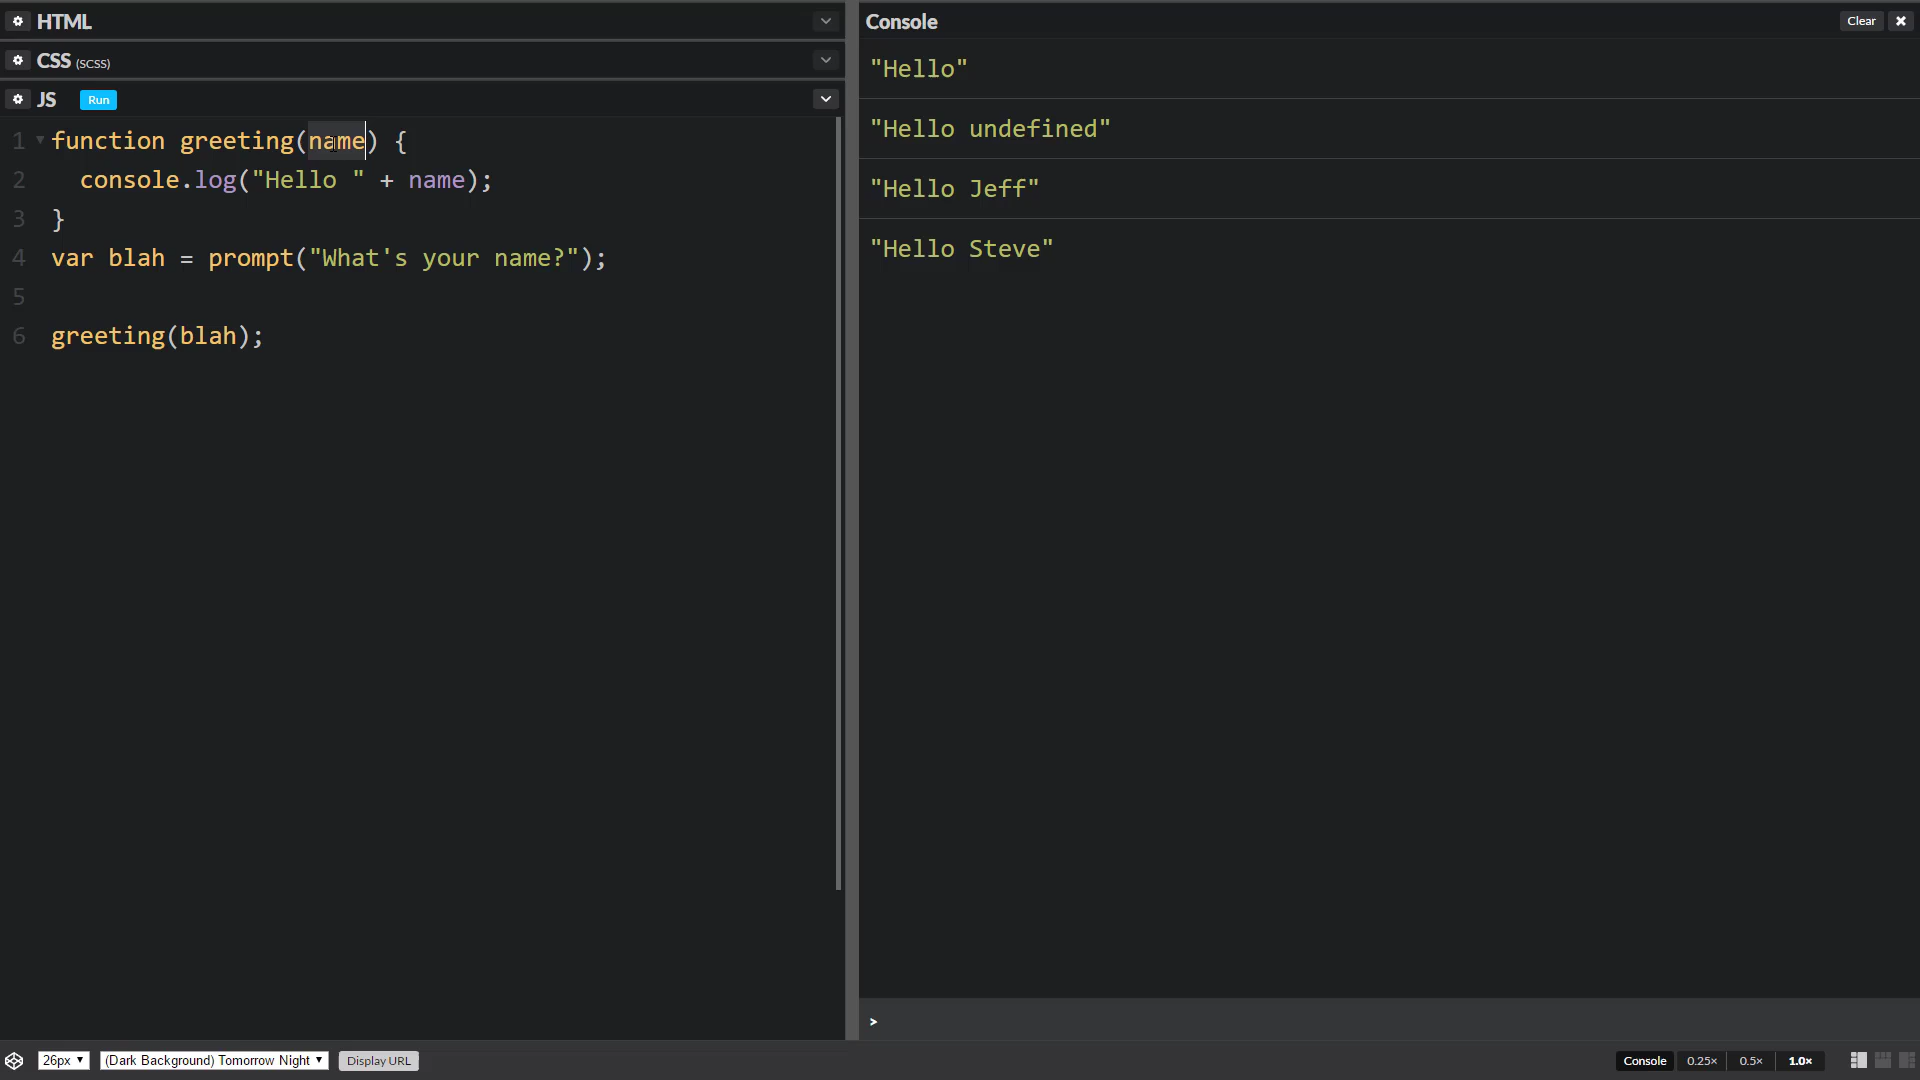 HTML
CSS (SCSS)
JS Run
1 function greeting(name) {
2 console.log("Hello " + name);
3 }
4 var blah = prompt("What's your name?");
5
6 greeting(blah);
Console Clear
"Hello"
"Hello undefined"
"Hello Jeff"
"Hello Steve"
>
26px (Dark Background) Tomorrow Night Display URL
Console 0.25× 0.5× 1.0×